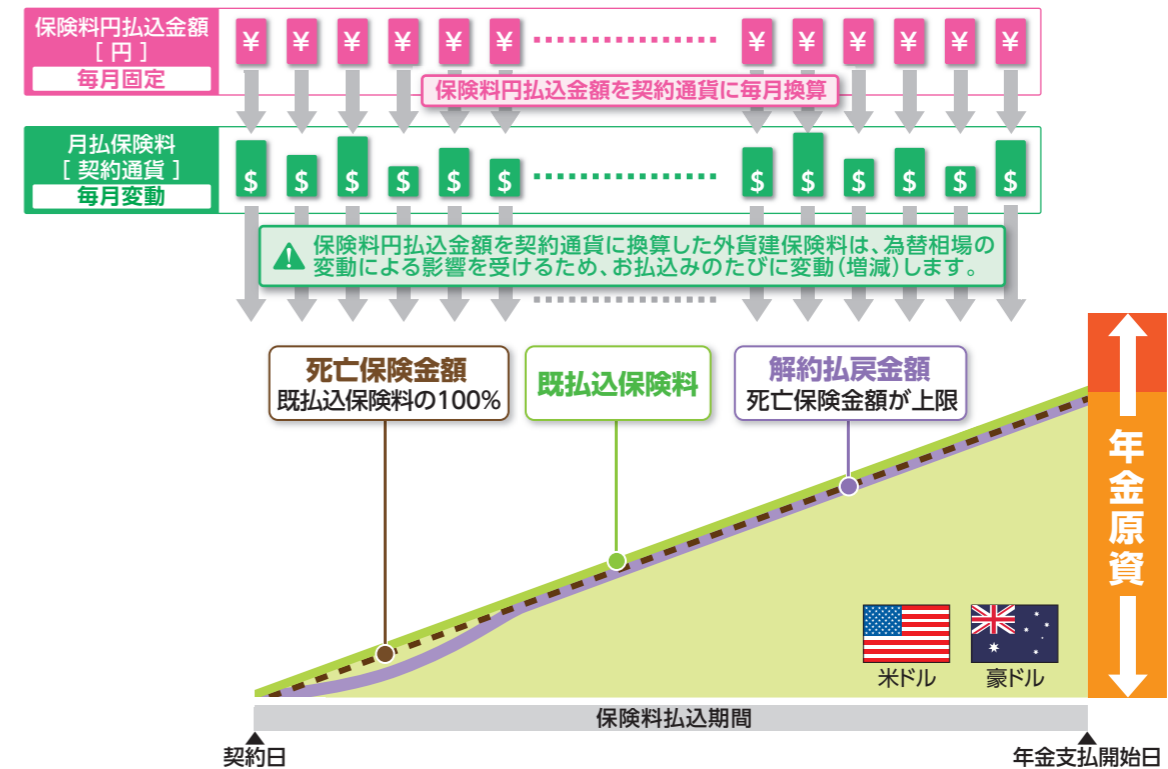 保険料円払込金額
[ 円 ]
毎月固定
¥ ¥ ¥ ¥ ¥ ¥ ¥ ¥ ¥ ¥ ¥ ¥
保険料円払込金額を契約通貨に毎月換算
月払保険料
[ 契約通貨 ]
毎月変動
$ $ $ $ $ $ $ $ $ $ $ $
保険料円払込金額を契約通貨に換算した外貨建保険料は、為替相場の
変動による影響を受けるため、お払込みのたびに変動(増減)します。
死亡保険金額
既払込保険料の100%
既払込保険料
解約払戻金額
死亡保険金額が上限
年金原資
米ドル
豪ドル
保険料払込期間
契約日
年金支払開始日